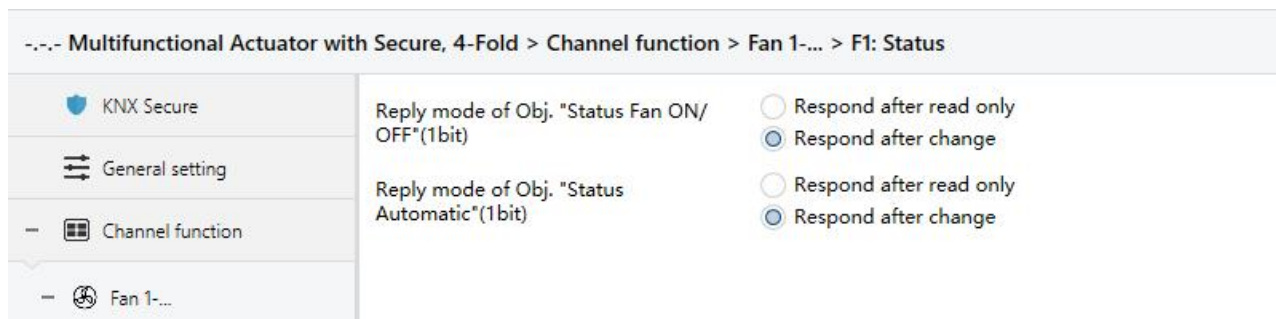 -.-.- Multifunctional Actuator with Secure, 4-Fold > Channel function > Fan 1-... > F1: Status
KNX Secure
General setting
Channel function
Fan 1-...
Reply mode of Obj. "Status Fan ON/
OFF"(1bit)
Respond after read only
Respond after change
Reply mode of Obj. "Status
Automatic"(1bit)
Respond after read only
Respond after change